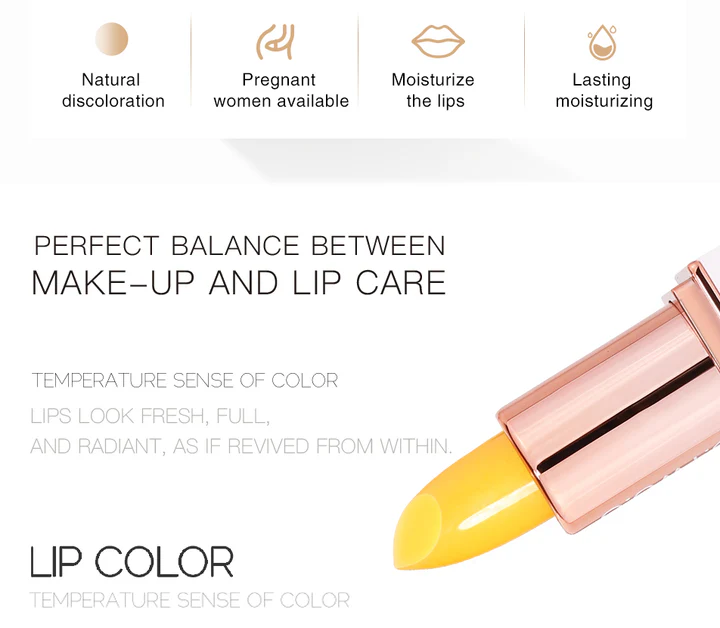 Natural
discoloration
Pregnant
women available
Moisturize
the lips
Lasting
moisturizing
PERFECT BALANCE BETWEEN
MAKE-UP AND LIP CARE
TEMPERATURE SENSE OF COLOR
LIPS LOOK FRESH, FULL,
AND RADIANT, AS IF REVIVED FROM WITHIN.
LIP COLOR
TEMPERATURE SENSE OF COLOR